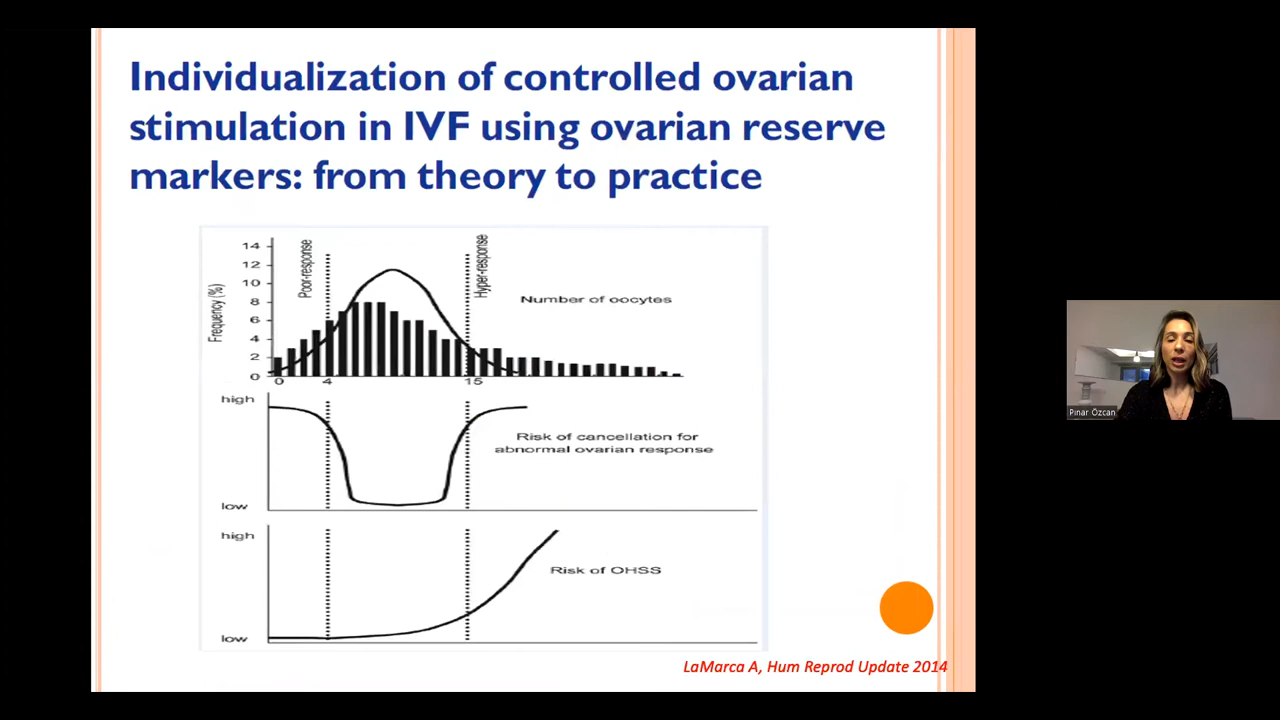 Individualization of controlled ovarian
stimulation in IVF using ovarian reserve
markers: from theory to practice
14
12
10
8
6
4
2
0
Frequency (%)
Poor-response
Hyper-response
Number of oocytes
0
4
15
high
Risk of cancellation for
abnormal ovarian response
low
high
Risk of OHSS
low
LaMarca A, Hum Reprod Update 2014
Pınar Özcan